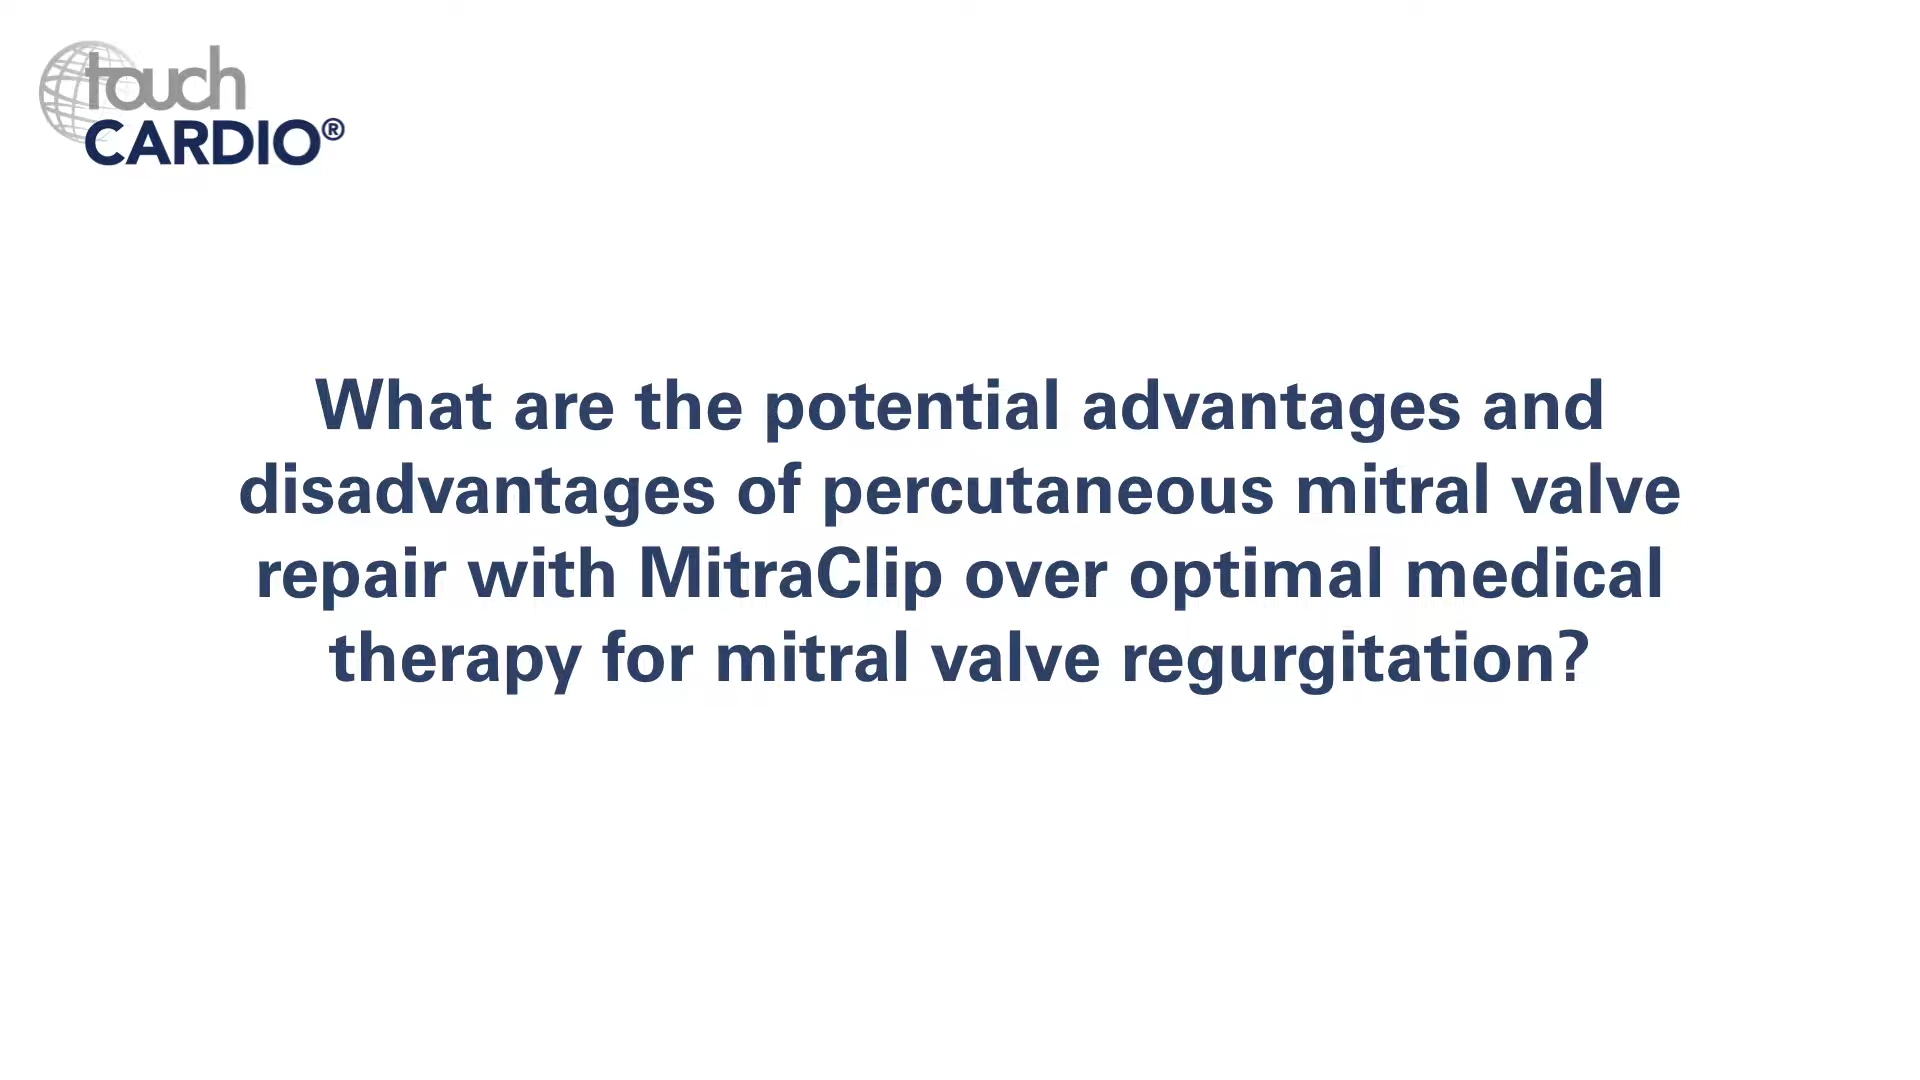 touch
CARDIO®
What are the potential advantages and
disadvantages of percutaneous mitral valve
repair with MitraClip over optimal medical
therapy for mitral valve regurgitation?